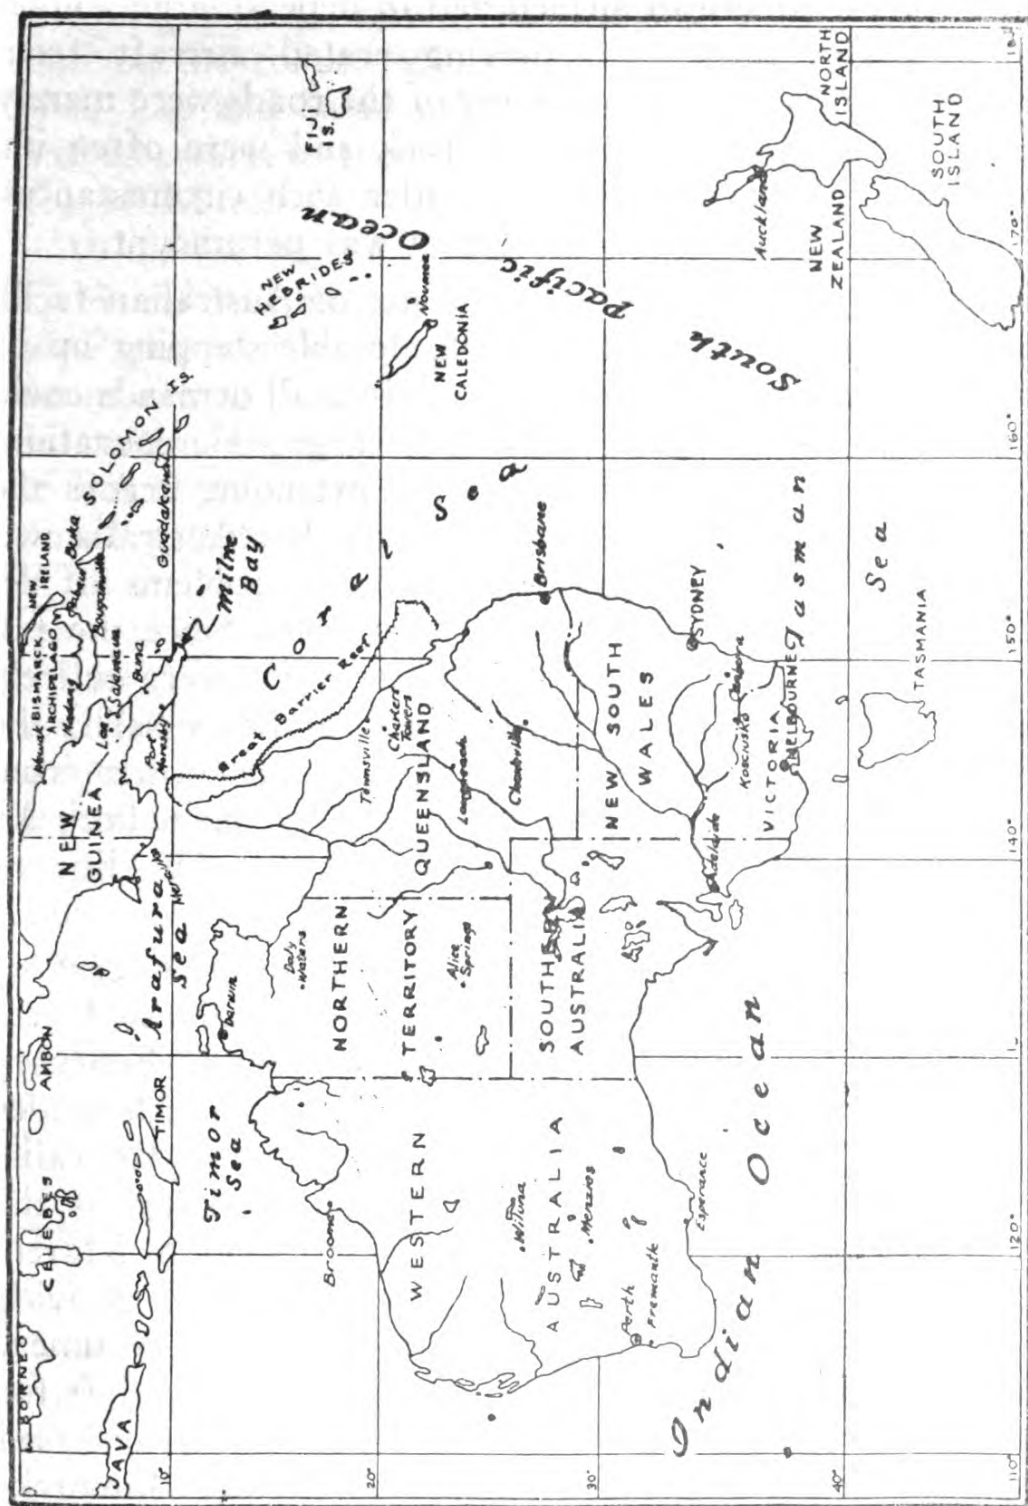 BORNEO
CELEBES
AMBON
JAVA
TIMOR
NEW
GUINEA
BISMARCK
ARCHIPELAGO
NEW
IRELAND
Madang
Lae
Salamaua
Buna
Port
Moresby
Buka
SOLOMON Is.
Guadalcanal
Milne
Bay
Arafura
Sea
Timor
Sea
Coral Sea
Great Barrier Reef
NEW
HEBRIDES
FIJI
IS.
Noumea
NEW
CALEDONIA
South Pacific Ocean
Broome
Darwin
Daly
Waters
NORTHERN
TERRITORY
Alice
Springs
WESTERN
AUSTRALIA
Wiluna
Menzies
Perth
Fremantle
Esperance
SOUTHERN
AUSTRALIA
Adelaide
QUEENSLAND
Townsville
Charters
Towers
Longreach
Charleville
Brisbane
NEW SOUTH
WALES
SYDNEY
Canberra
Kosciusko
VICTORIA
MELBOURNE
TASMANIA
Tasman
Sea
Indian Ocean
Auckland
NEW
ZEALAND
NORTH
ISLAND
SOUTH
ISLAND
10°
20°
30°
40°
110°
140°
150°
160°
170°